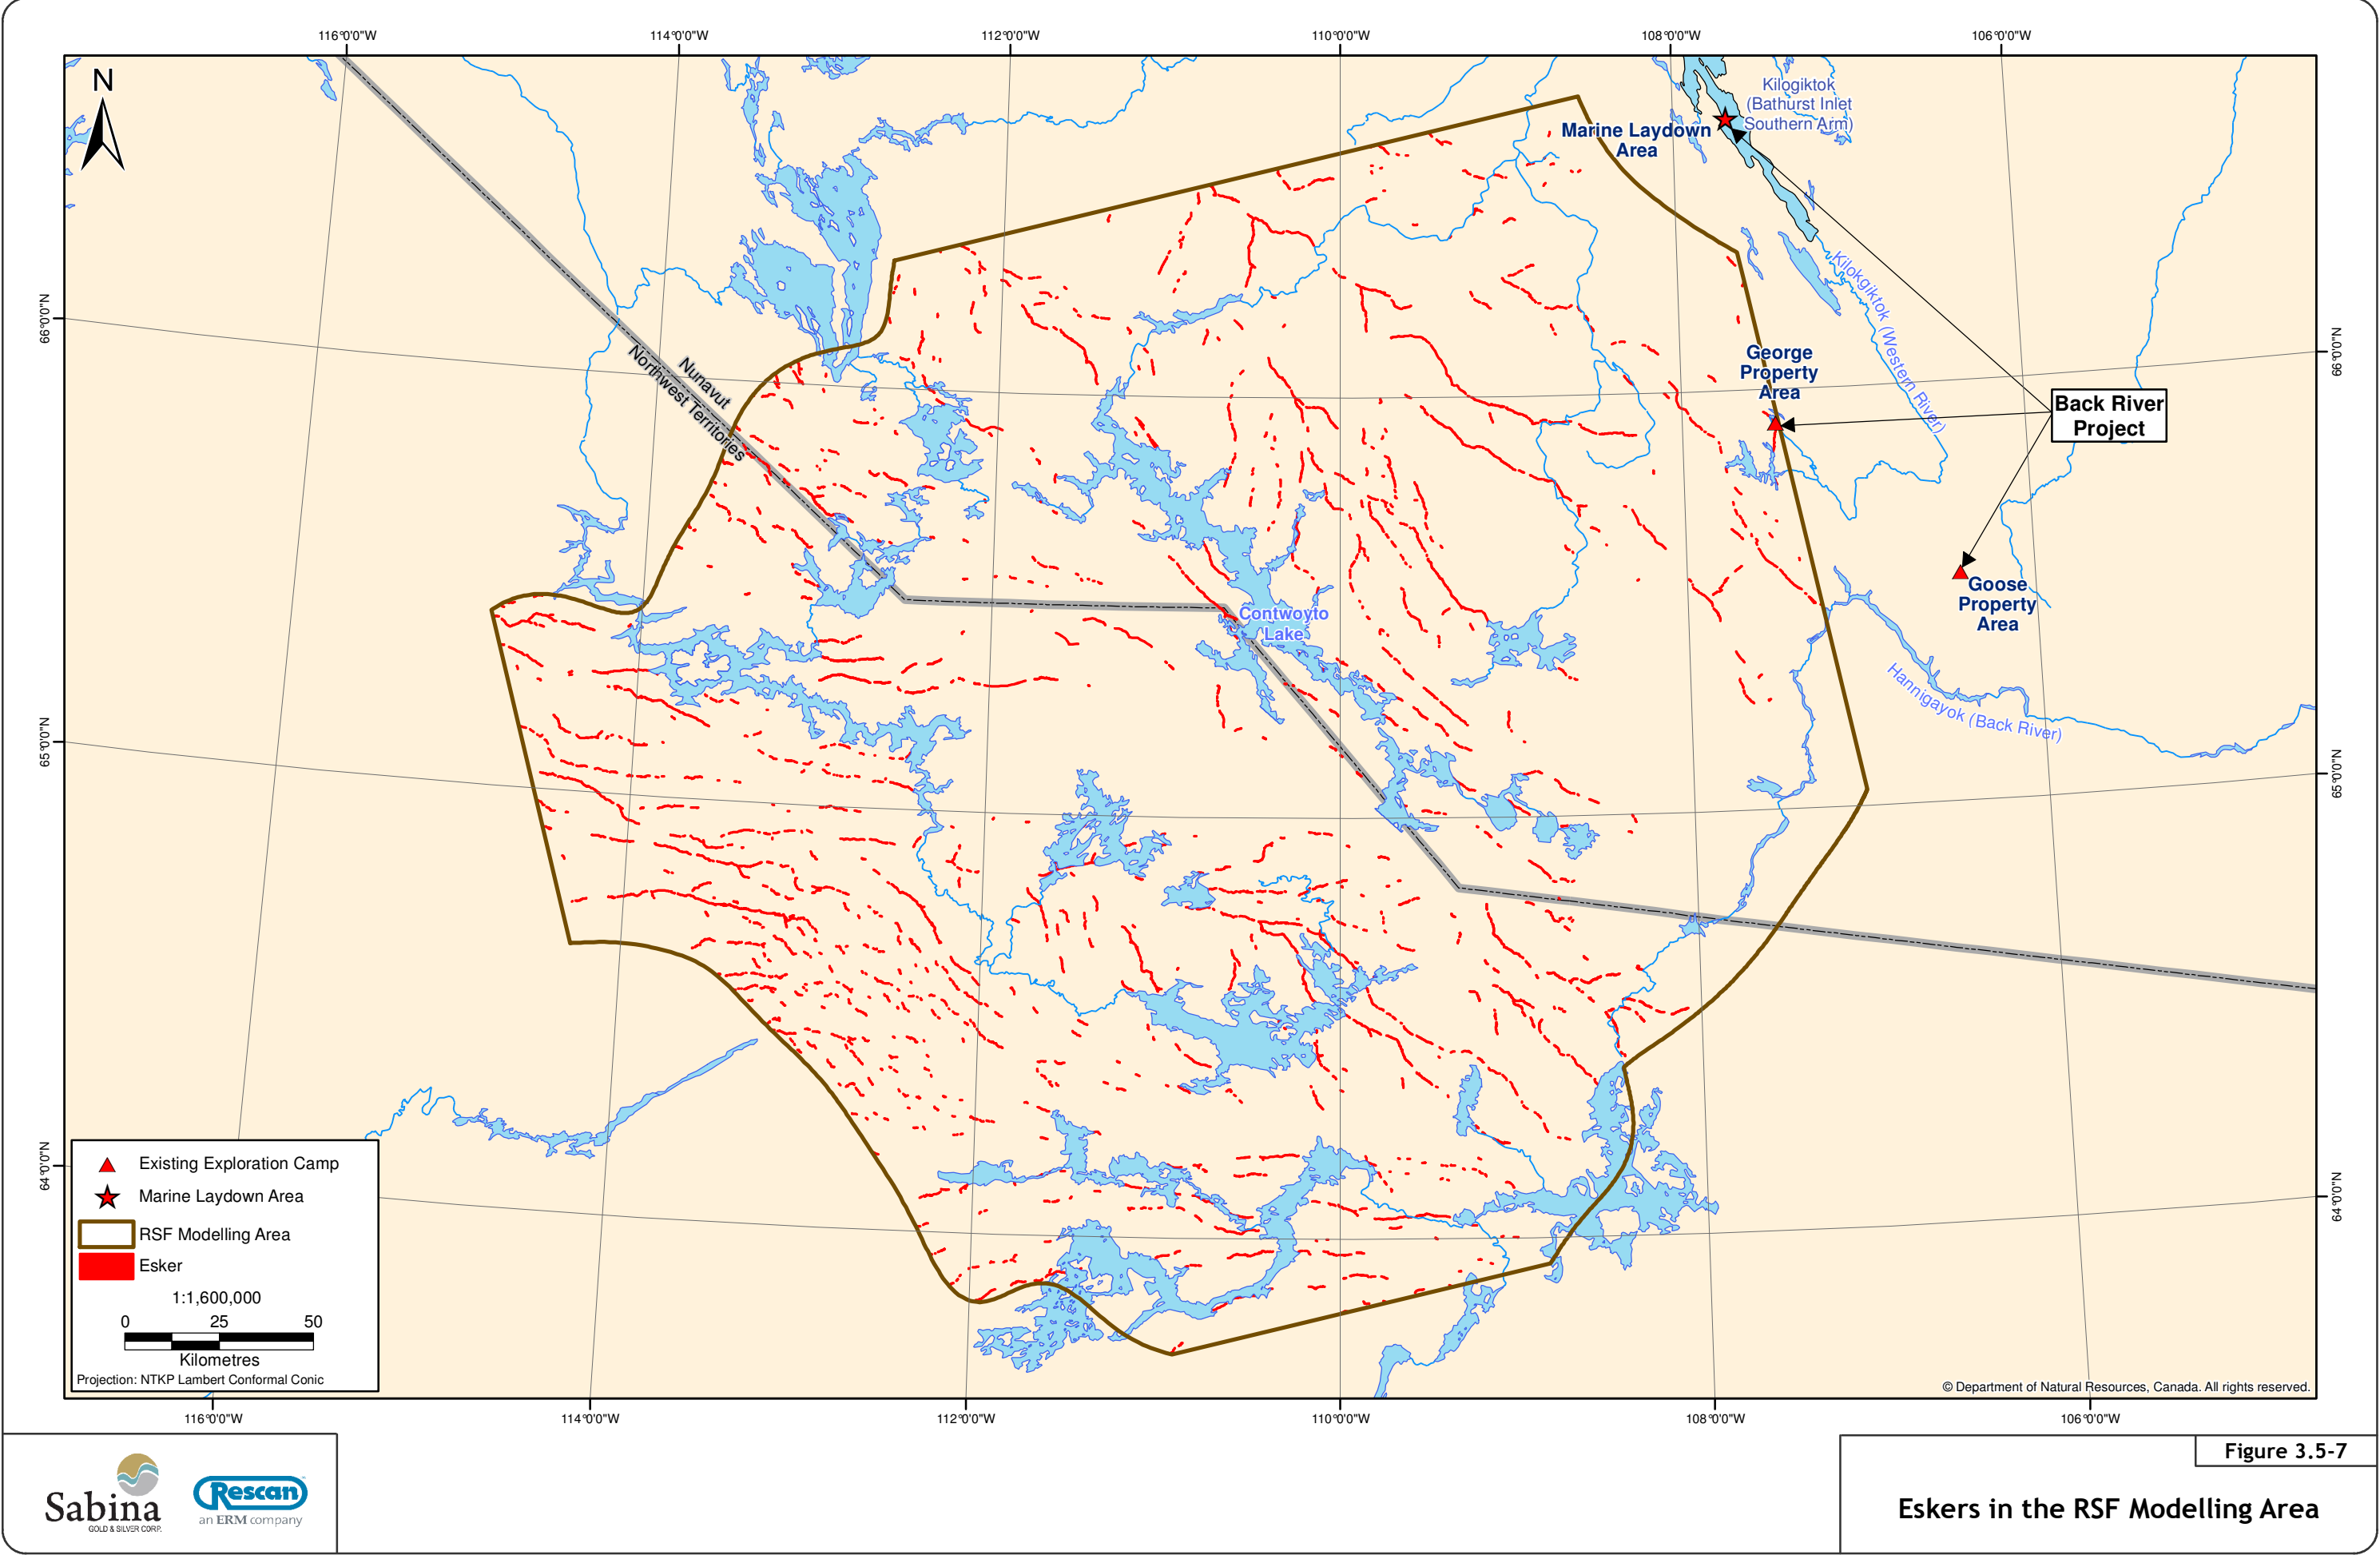 116°0'0"W
114°0'0"W
112°0'0"W
110°0'0"W
108°0'0"W
106°0'0"W
N
Kilogiktok
(Bathurst Inlet
Southern Arm)
Marine Laydown
Area
Kilokgiktok (Western River)
66°0'0"N
66°0'0"N
Nunavut
Northwest Territories
George
Property
Area
Back River
Project
Goose
Property
Area
Contwoyto
Lake
Hannigayok (Back River)
65°0'0"N
65°0'0"N
64°0'0"N
64°0'0"N
Existing Exploration Camp
Marine Laydown Area
RSF Modelling Area
Esker
1:1,600,000
0 25 50
Kilometres
Projection: NTKP Lambert Conformal Conic
© Department of Natural Resources, Canada. All rights reserved.
116°0'0"W
114°0'0"W
112°0'0"W
110°0'0"W
108°0'0"W
106°0'0"W
Sabina
GOLD & SILVER CORP.
Rescan
an ERM company
Figure 3.5-7
Eskers in the RSF Modelling Area